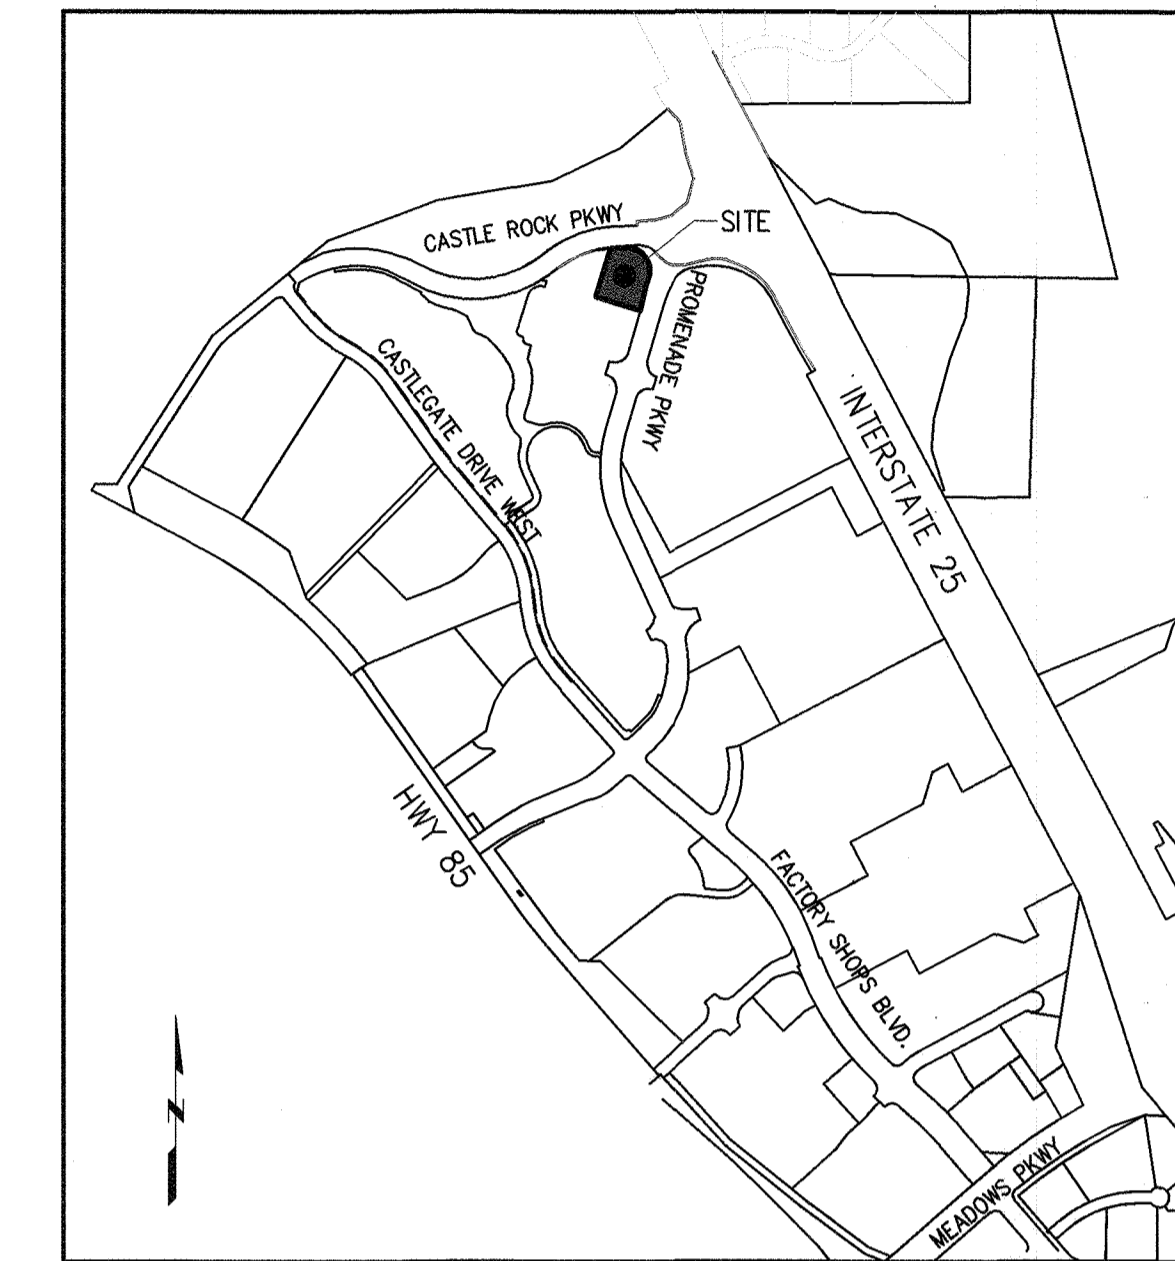 CASTLE ROCK PKWY
SITE
PROMENADE PKWY
CASTLEGATE DRIVE WEST
INTERSTATE 25
HWY 85
FACTORY SHOPS BLVD.
N
MEADOWS PKWY